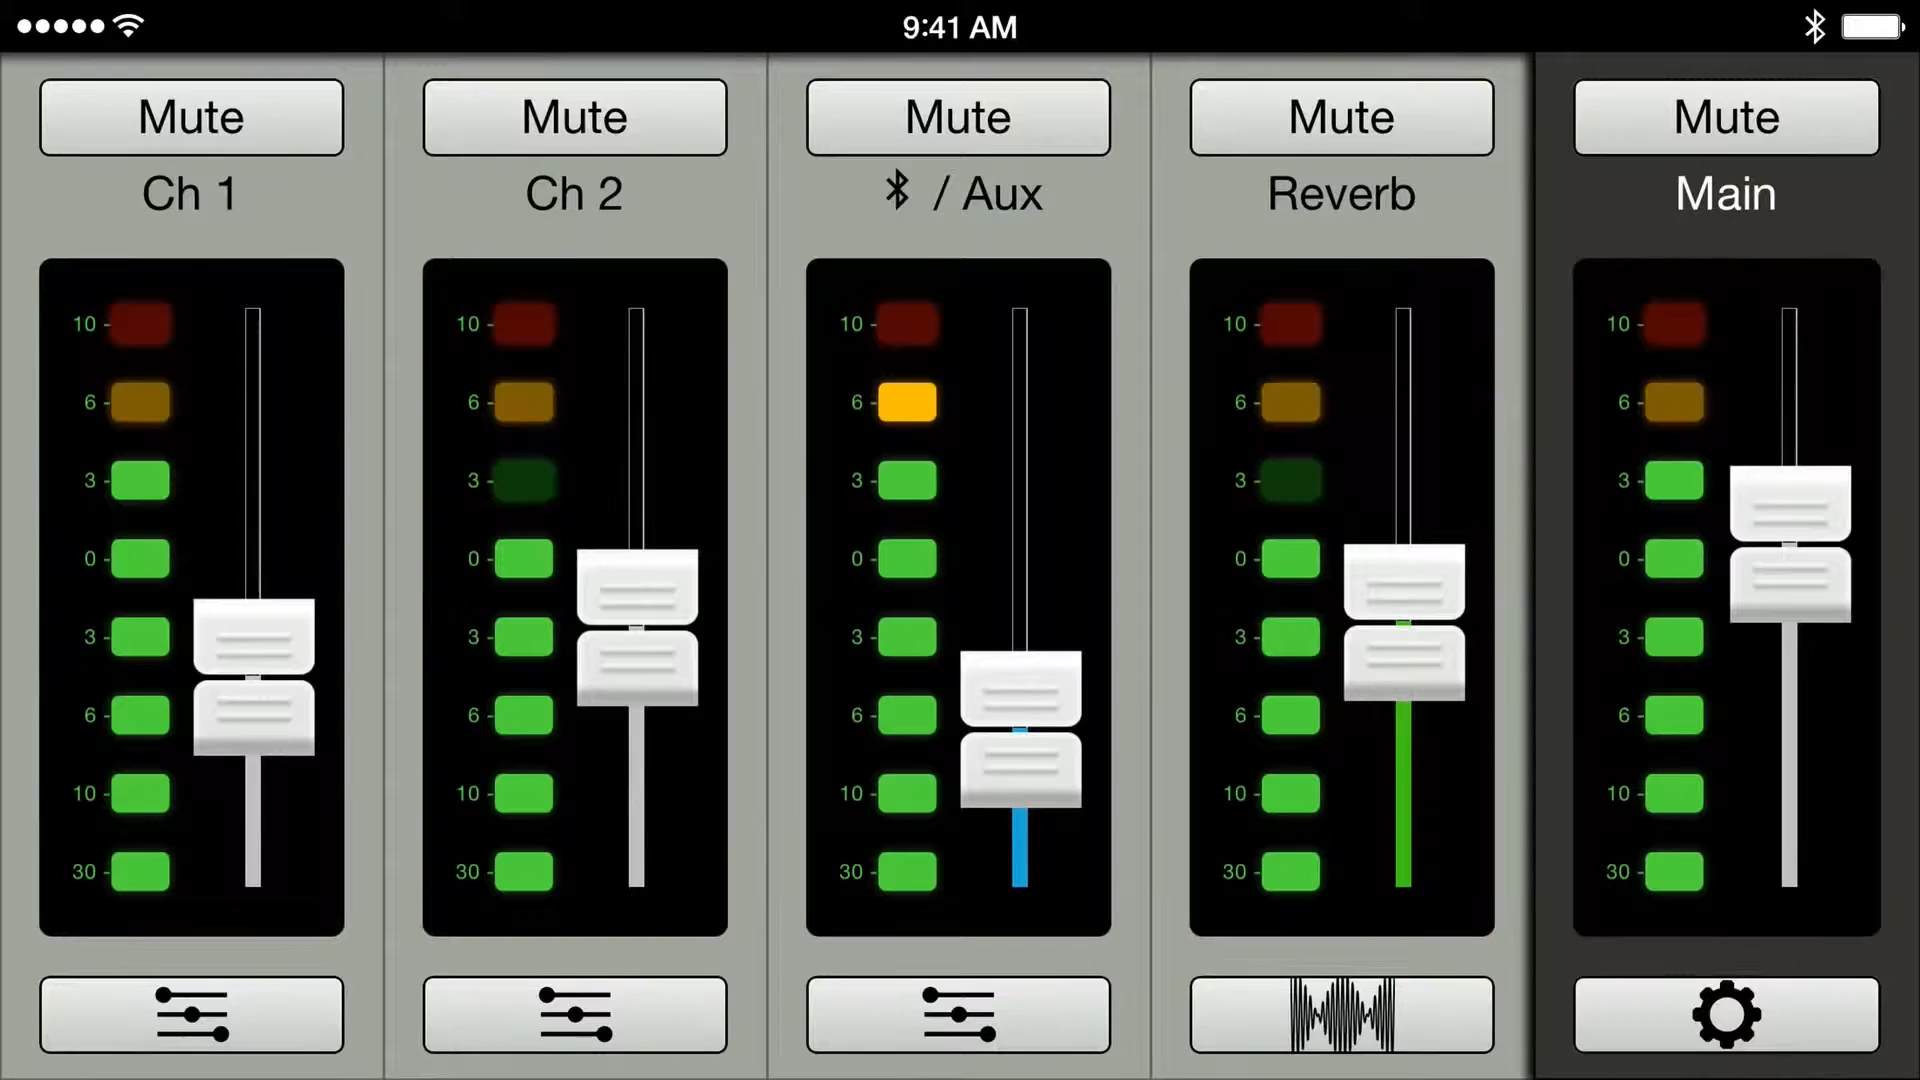 9:41 AM
Mute Mute Mute Mute Mute
Ch 1 Ch 2 / Aux Reverb Main
10 10 10 10 10
6 6 6 6 6
3 3 3 3 3
0 0 0 0 0
3 3 3 3 3
6 6 6 6 6
10 10 10 10 10
30 30 30 30 30